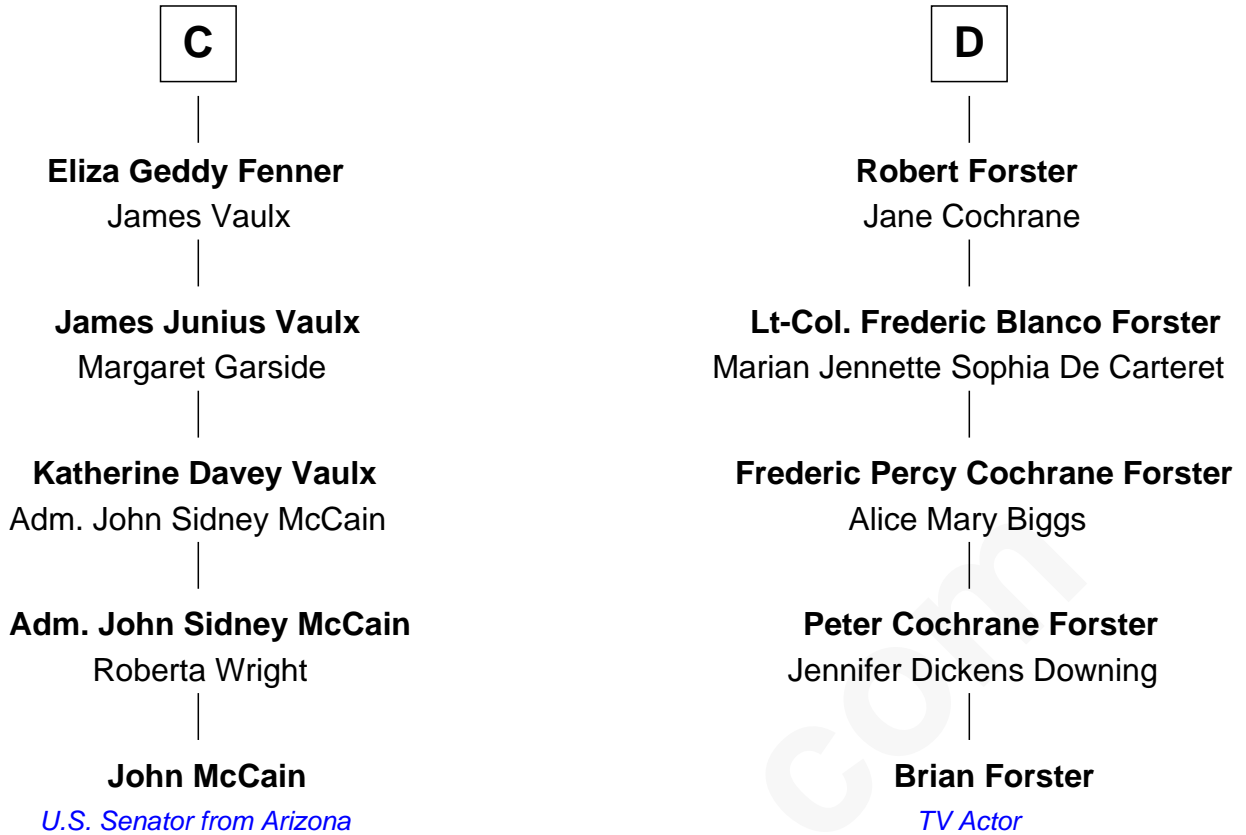 C
Eliza Geddy Fenner
James Vaulx
James Junius Vaulx
Margaret Garside
Katherine Davey Vaulx
Adm. John Sidney McCain
Adm. John Sidney McCain
Roberta Wright
John McCain
U.S. Senator from Arizona
D
Robert Forster
Jane Cochrane
Lt-Col. Frederic Blanco Forster
Marian Jennette Sophia De Carteret
Frederic Percy Cochrane Forster
Alice Mary Biggs
Peter Cochrane Forster
Jennifer Dickens Downing
Brian Forster
TV Actor
com